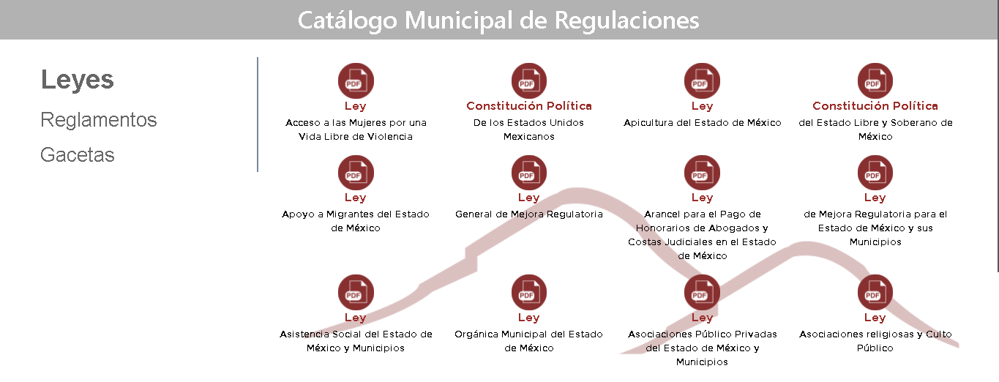 Catálogo Municipal de Regulaciones
Leyes
Reglamentos
Gacetas
PDF
Ley
Acceso a las Mujeres por una
Vida Libre de Violencia
PDF
Constitución Política
De los Estados Unidos
Mexicanos
PDF
Ley
Apicultura del Estado de México
PDF
Constitución Política
del Estado Libre y Soberano de
México
PDF
Ley
Apoyo a Migrantes del Estado
de México
PDF
Ley
General de Mejora Regulatoria
PDF
Ley
Arancel para el Pago de
Honorarios de Abogados y
Costas Judiciales en el Estado
de México
PDF
Ley
de Mejora Regulatoria para el
Estado de México y sus
Municipios
PDF
Ley
Asistencia Social del Estado de
México y Municipios
PDF
Ley
Orgánica Municipal del Estado
de México
PDF
Ley
Asociaciones Público Privadas
del Estado de México y
Municipios
PDF
Ley
Asociaciones religiosas y Culto
Público